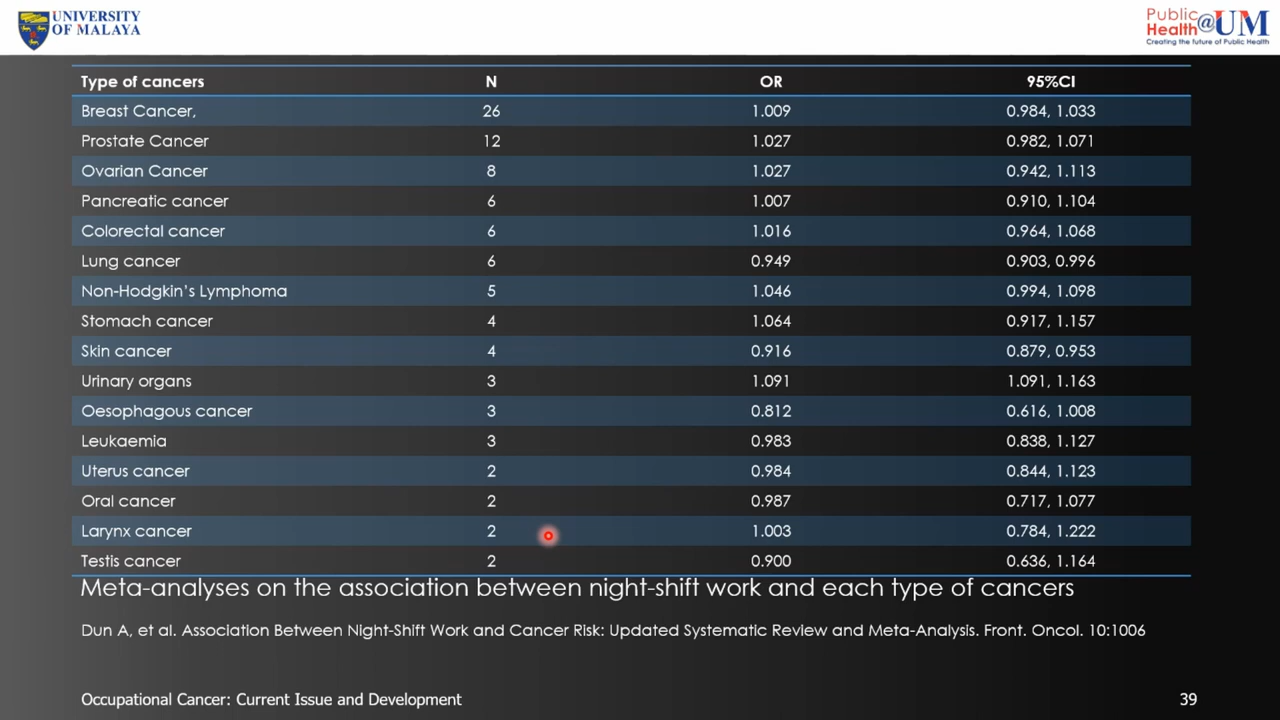 UNIVERSITY
OF MALAYA
Public
Health@UM
Creating the future of Public Health
Type of cancers N OR 95%CI
Breast Cancer, 26 1.009 0.984, 1.033
Prostate Cancer 12 1.027 0.982, 1.071
Ovarian Cancer 8 1.027 0.942, 1.113
Pancreatic cancer 6 1.007 0.910, 1.104
Colorectal cancer 6 1.016 0.964, 1.068
Lung cancer 6 0.949 0.903, 0.996
Non-Hodgkin's Lymphoma 5 1.046 0.994, 1.098
Stomach cancer 4 1.064 0.917, 1.157
Skin cancer 4 0.916 0.879, 0.953
Urinary organs 3 1.091 1.091, 1.163
Oesophagous cancer 3 0.812 0.616, 1.008
Leukaemia 3 0.983 0.838, 1.127
Uterus cancer 2 0.984 0.844, 1.123
Oral cancer 2 0.987 0.717, 1.077
Larynx cancer 2 1.003 0.784, 1.222
Testis cancer 2 0.900 0.636, 1.164
Meta-analyses on the association between night-shift work and each type of cancers
Dun A, et al. Association Between Night-Shift Work and Cancer Risk: Updated Systematic Review and Meta-Analysis. Front. Oncol. 10:1006
Occupational Cancer: Current Issue and Development 39